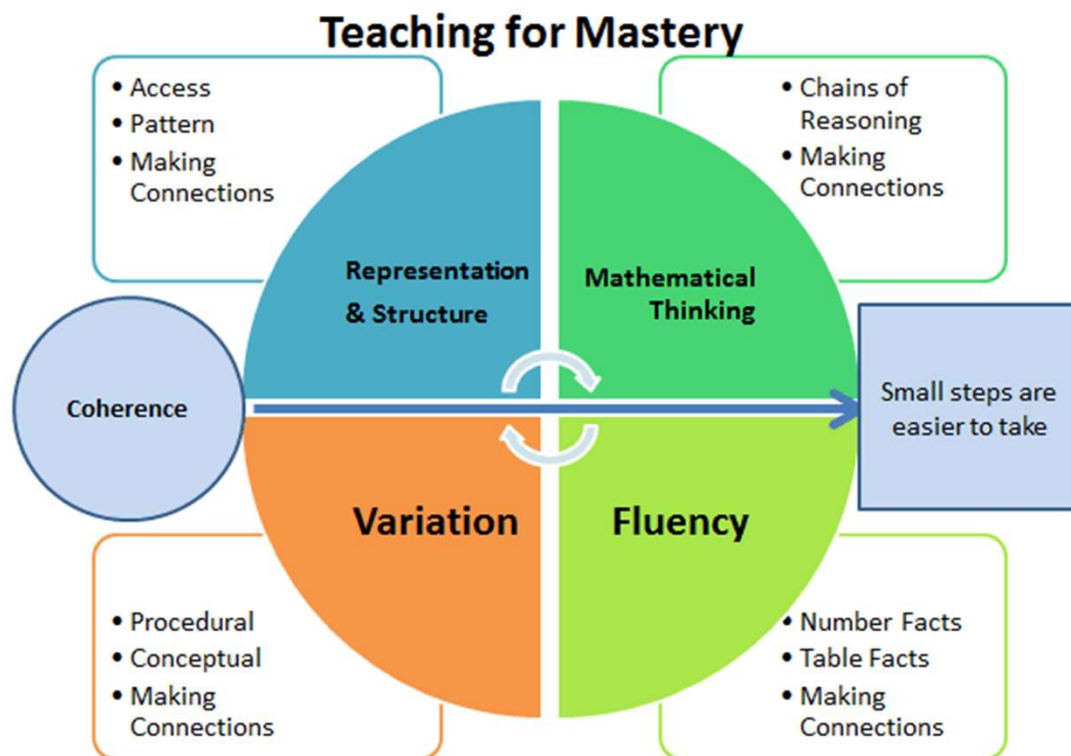 Teaching for Mastery
• Access
• Pattern
• Making
Connections
• Chains of
Reasoning
• Making
Connections
Representation
& Structure
Mathematical
Thinking
Coherence
Small steps are
easier to take
Variation
Fluency
• Procedural
• Conceptual
• Making
Connections
• Number Facts
• Table Facts
• Making
Connections